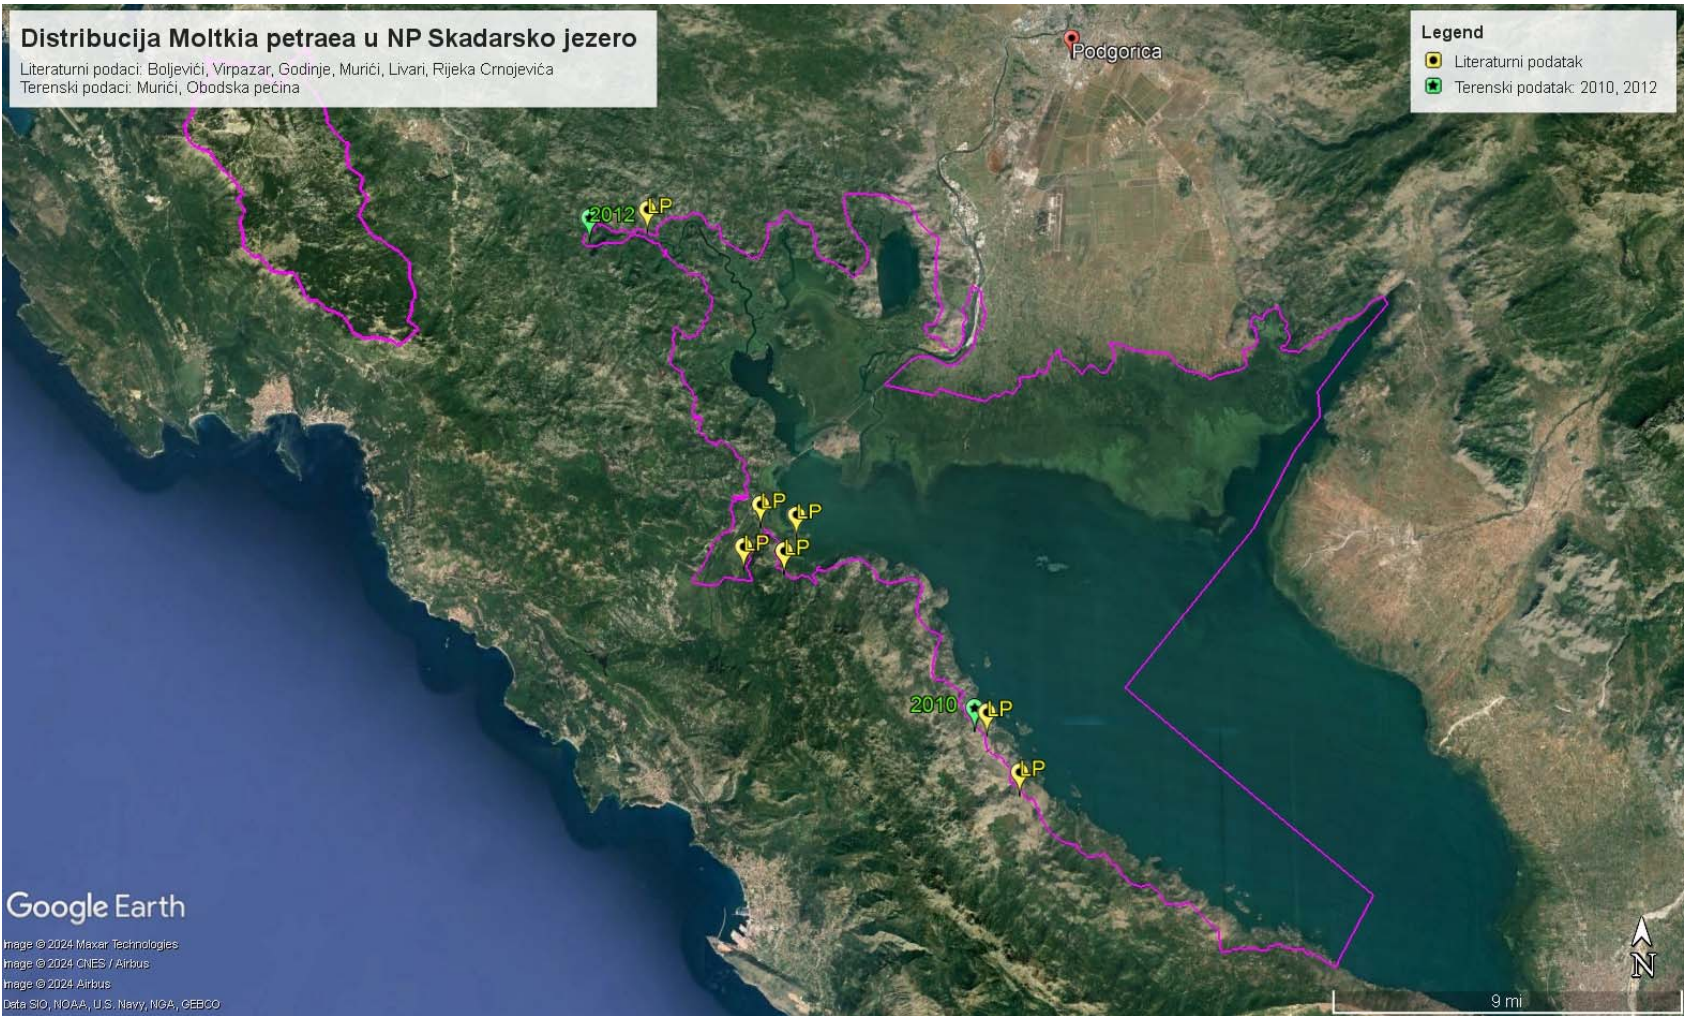 Distribucija Moltkia petraea u NP Skadarsko jezero
Literaturni podaci: Boljevići, Virpazar, Godinje, Murići, Livari, Rijeka Crnojevića
Terenski podaci: Murići, Obodska pećina
Legend
Literaturni podatak
Terenski podatak: 2010, 2012
Podgorica
2012
LP
LP
LP
LP
LP
2010
LP
LP
Google Earth
Image © 2024 Maxar Technologies
Image © 2024 CNES / Airbus
Image © 2024 Airbus
Data SIO, NOAA, U.S. Navy, NGA, GEBCO
N
9 mi